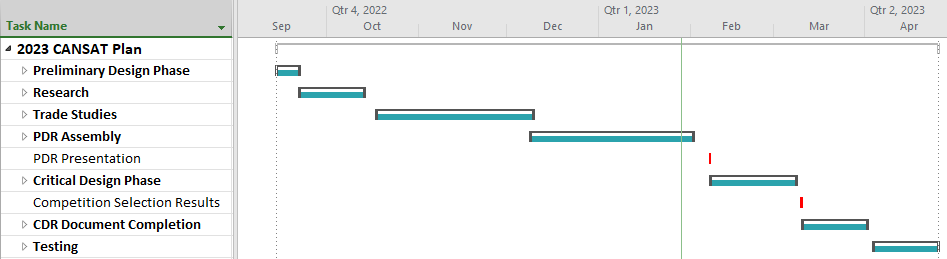 Qtr 4, 2022 Qtr 1, 2023 Qtr 2, 2023
Task Name Sep Oct Nov Dec Jan Feb Mar Apr
2023 CANSAT Plan
Preliminary Design Phase
Research
Trade Studies
PDR Assembly
PDR Presentation
Critical Design Phase
Competition Selection Results
CDR Document Completion
Testing